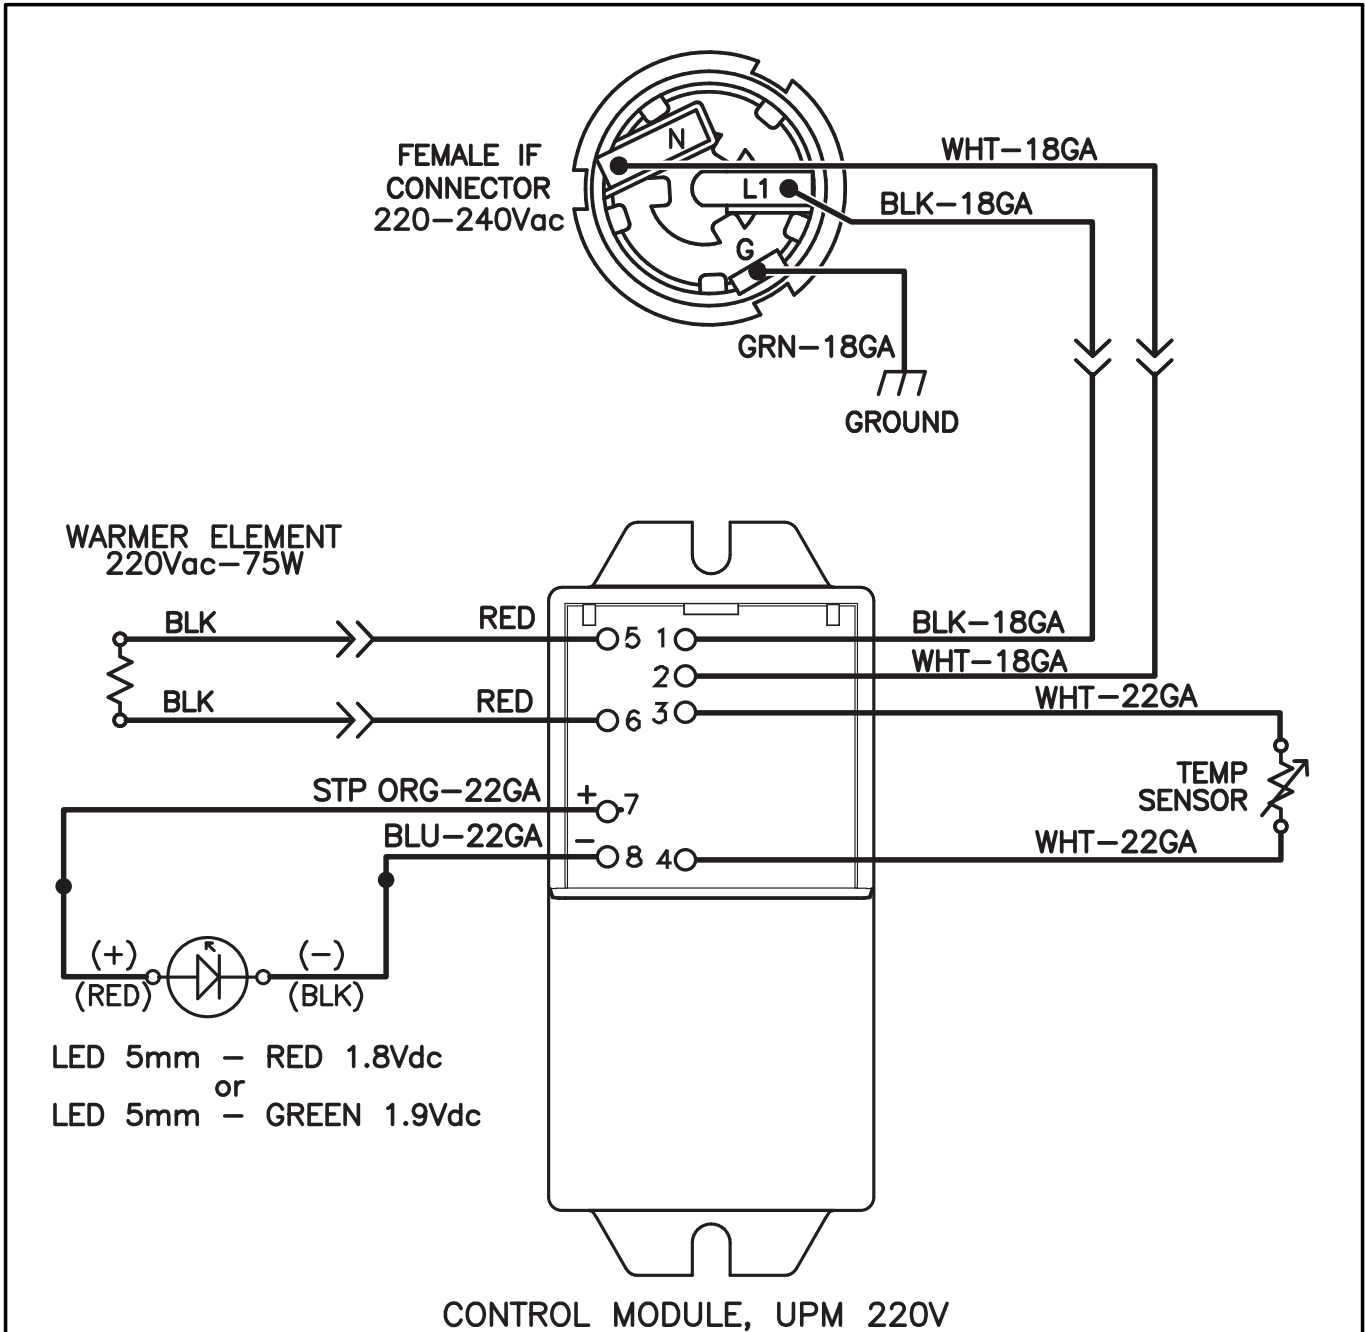 N
FEMALE IF
CONNECTOR
220-240Vac
WHT-18GA
L1
BLK-18GA
G
GRN-18GA
GROUND
WARMER ELEMENT
220Vac-75W
BLK
RED
5
1
BLK-18GA
2
WHT-18GA
BLK
RED
6
3
WHT-22GA
TEMP
SENSOR
STP ORG-22GA
+
7
BLU-22GA
-
8
4
WHT-22GA
(+)
(-)
(RED)
(BLK)
LED 5mm - RED 1.8Vdc
or
LED 5mm - GREEN 1.9Vdc
CONTROL MODULE, UPM 220V